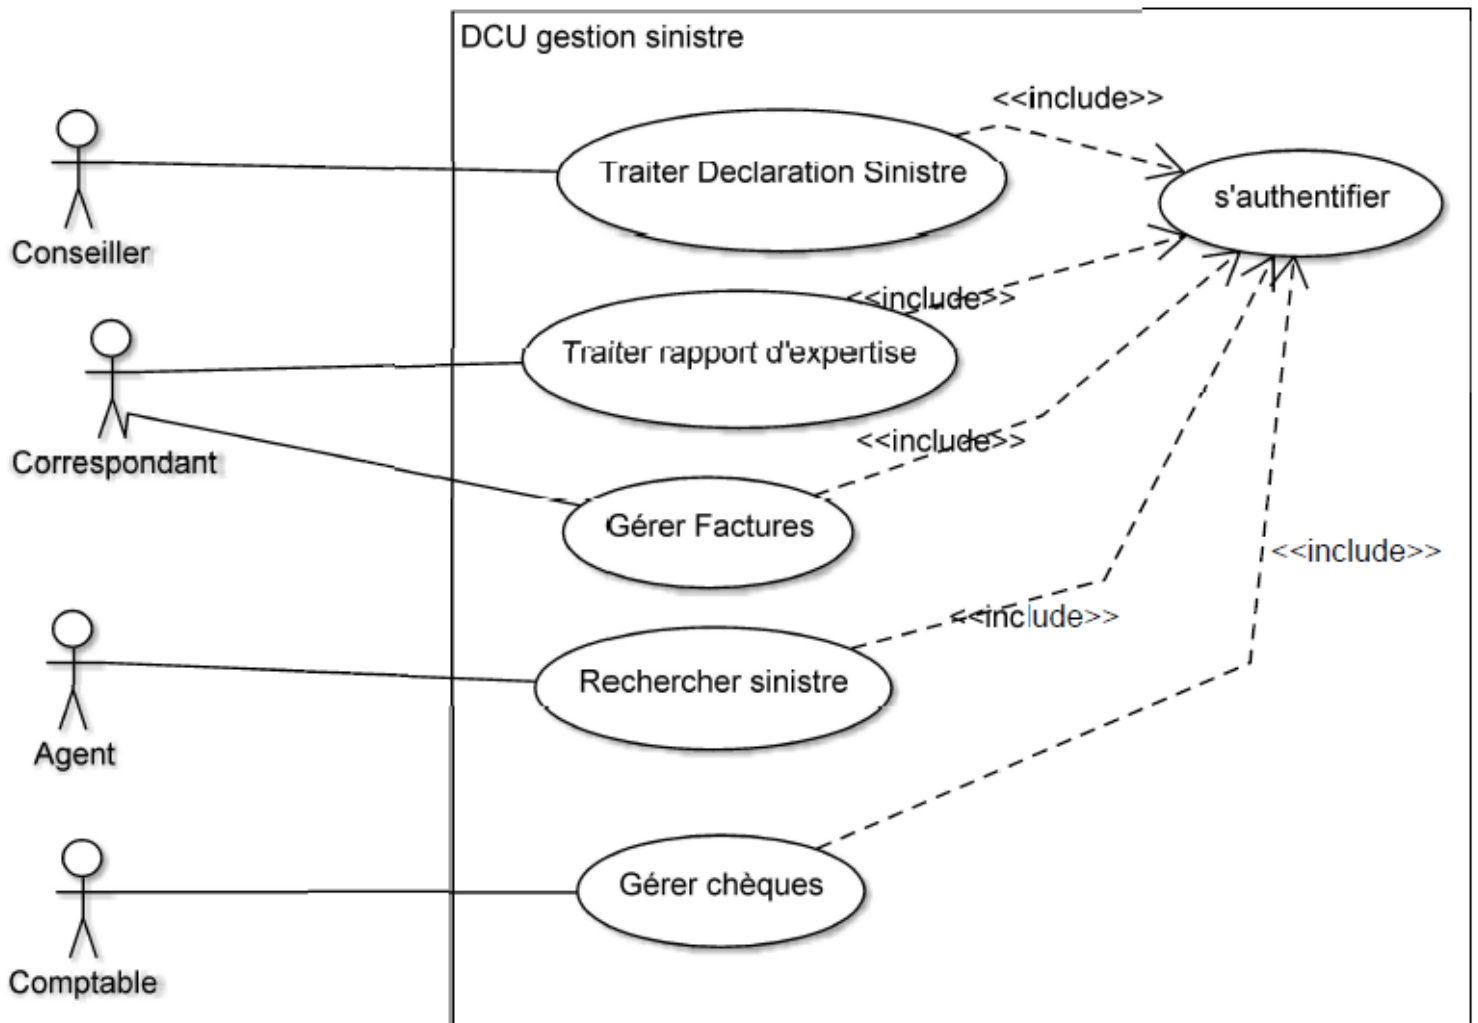 DCU gestion sinistre
<<include>>
Traiter Declaration Sinistre
s'authentifier
Conseiller
<<include>>
Traiter rapport d'expertise
Correspondant
<<include>>
Gérer Factures
<<include>>
<<include>>
Rechercher sinistre
Agent
Gérer chèques
Comptable